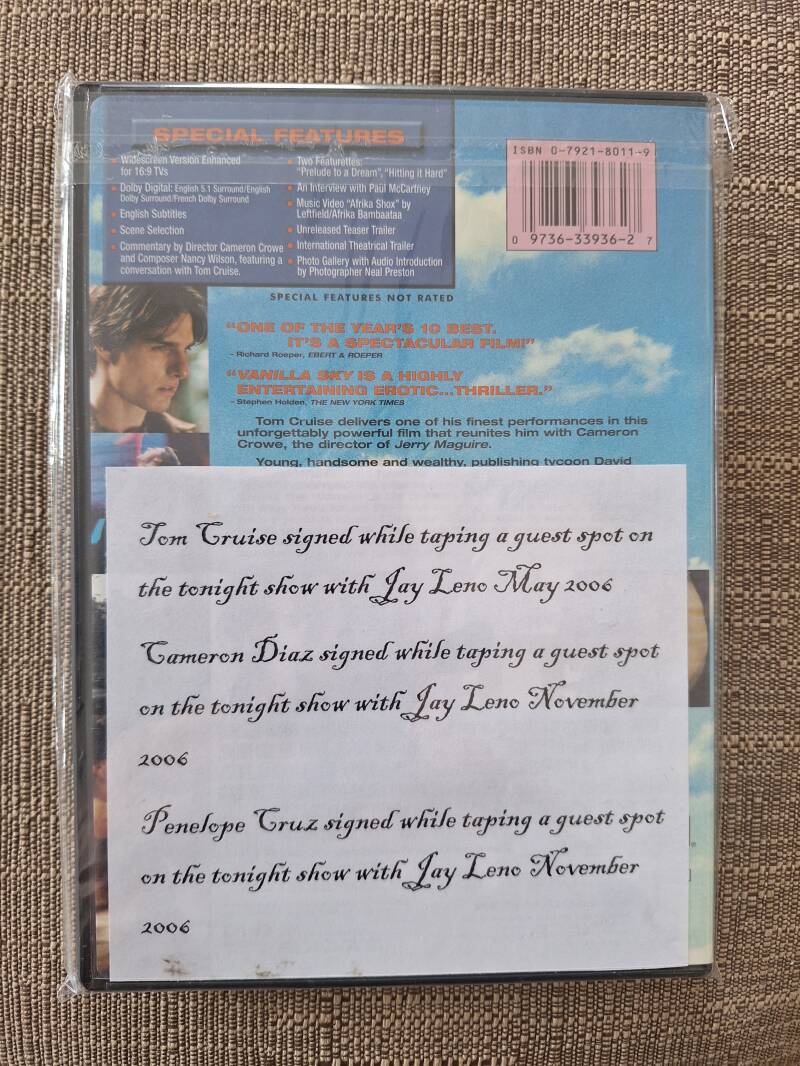 SPECIAL FEATURES
• Widescreen Version Enhanced
for 16:9 TVs
• Dolby Digital: English 5.1 Surround/English
Dolby Surround/French Dolby Surround
• English Subtitles
• Scene Selection
• Commentary by Director Cameron Crowe
and Composer Nancy Wilson, featuring a
conversation with Tom Cruise.
• Two Featurettes:
"Prelude to a Dream", "Hitting it Hard"
• An Interview with Paul McCartney
• Music Video "Afrika Shox" by
Leftfield/Afrika Bambaataa
• Unreleased Teaser Trailer
• International Theatrical Trailer
• Photo Gallery with Audio Introduction
by Photographer Neal Preston
SPECIAL FEATURES NOT RATED
ISBN 0-7921-8011-9
0 9736-33936-2 7
"ONE OF THE YEAR'S 10 BEST.
IT'S A SPECTACULAR FILM!"
- Richard Roeper, EBERT & ROEPER
"VANILLA SKY IS A HIGHLY
ENTERTAINING EROTIC...THRILLER."
- Stephen Holden, THE NEW YORK TIMES
Tom Cruise delivers one of his finest performances in this
unforgettably powerful film that reunites him with Cameron
Crowe, the director of Jerry Maguire.
Young, handsome and wealthy, publishing tycoon David
Tom Cruise signed while taping a guest spot on
the tonight show with Jay Leno May 2006
Cameron Diaz signed while taping a guest spot
on the tonight show with Jay Leno November
2006
Penelope Cruz signed while taping a guest spot
on the tonight show with Jay Leno November
2006